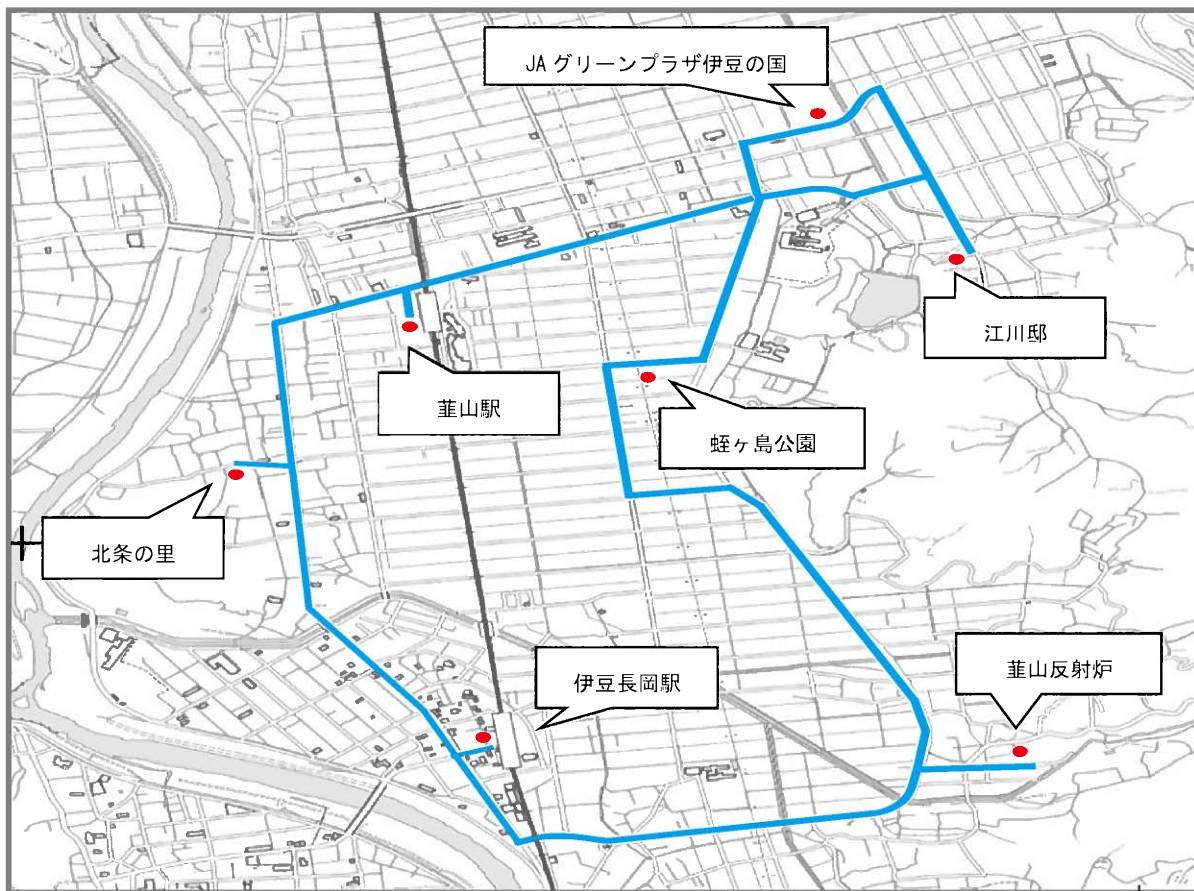 JAグリーンプラザ伊豆の国
江川邸
韮山駅
蛭ヶ島公園
北条の里
伊豆長岡駅
韮山反射炉